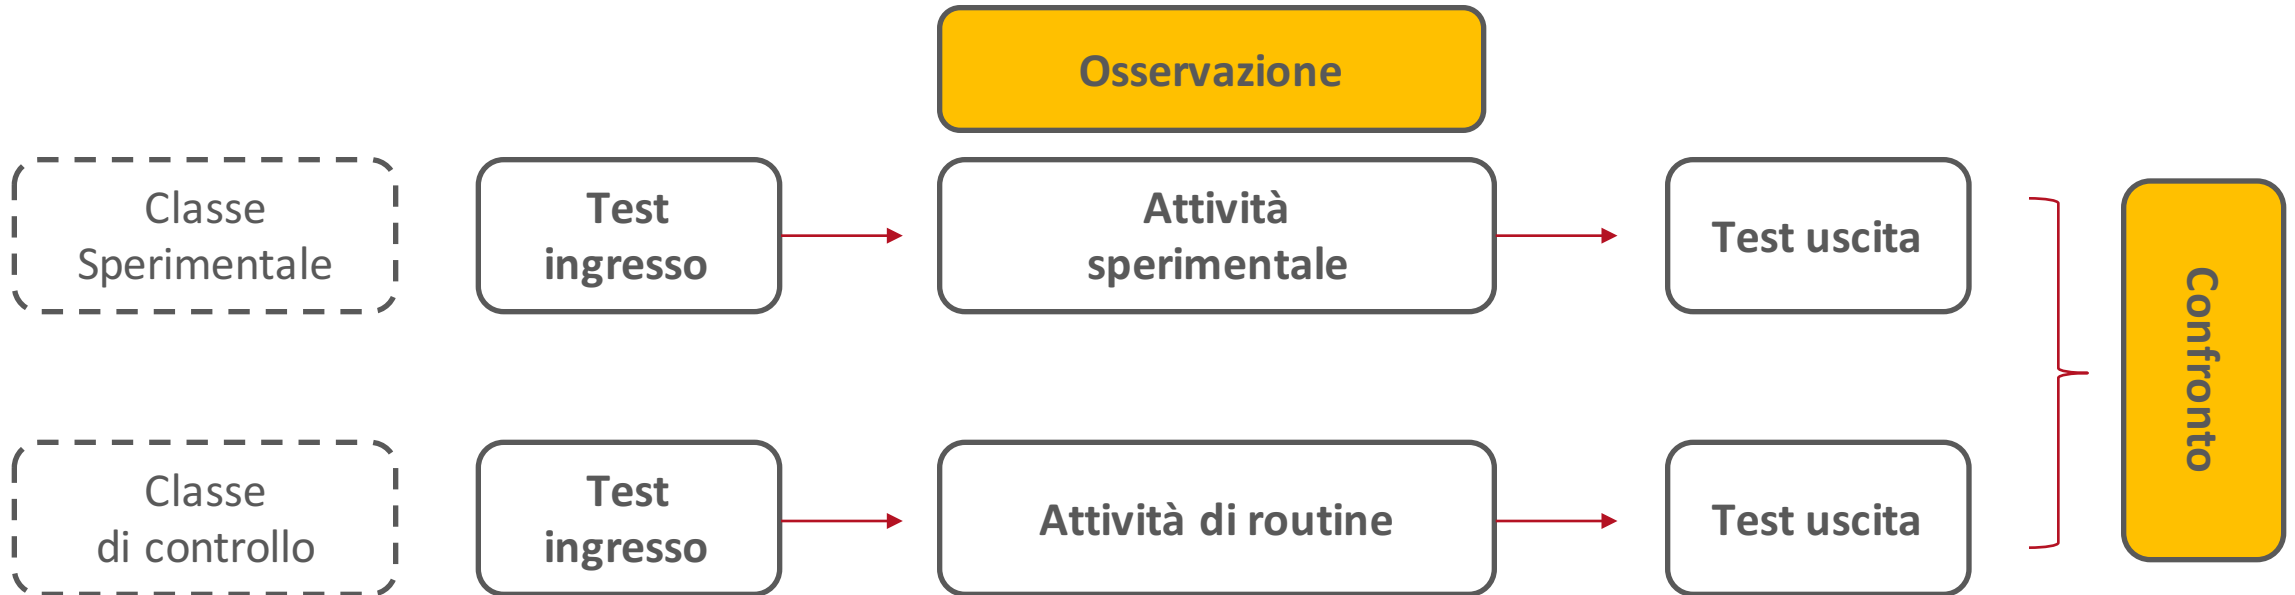 Osservazione
Classe
Sperimentale
Test
ingresso
Attività
sperimentale
Test uscita
Confronto
Classe
di controllo
Test
ingresso
Attività di routine
Test uscita